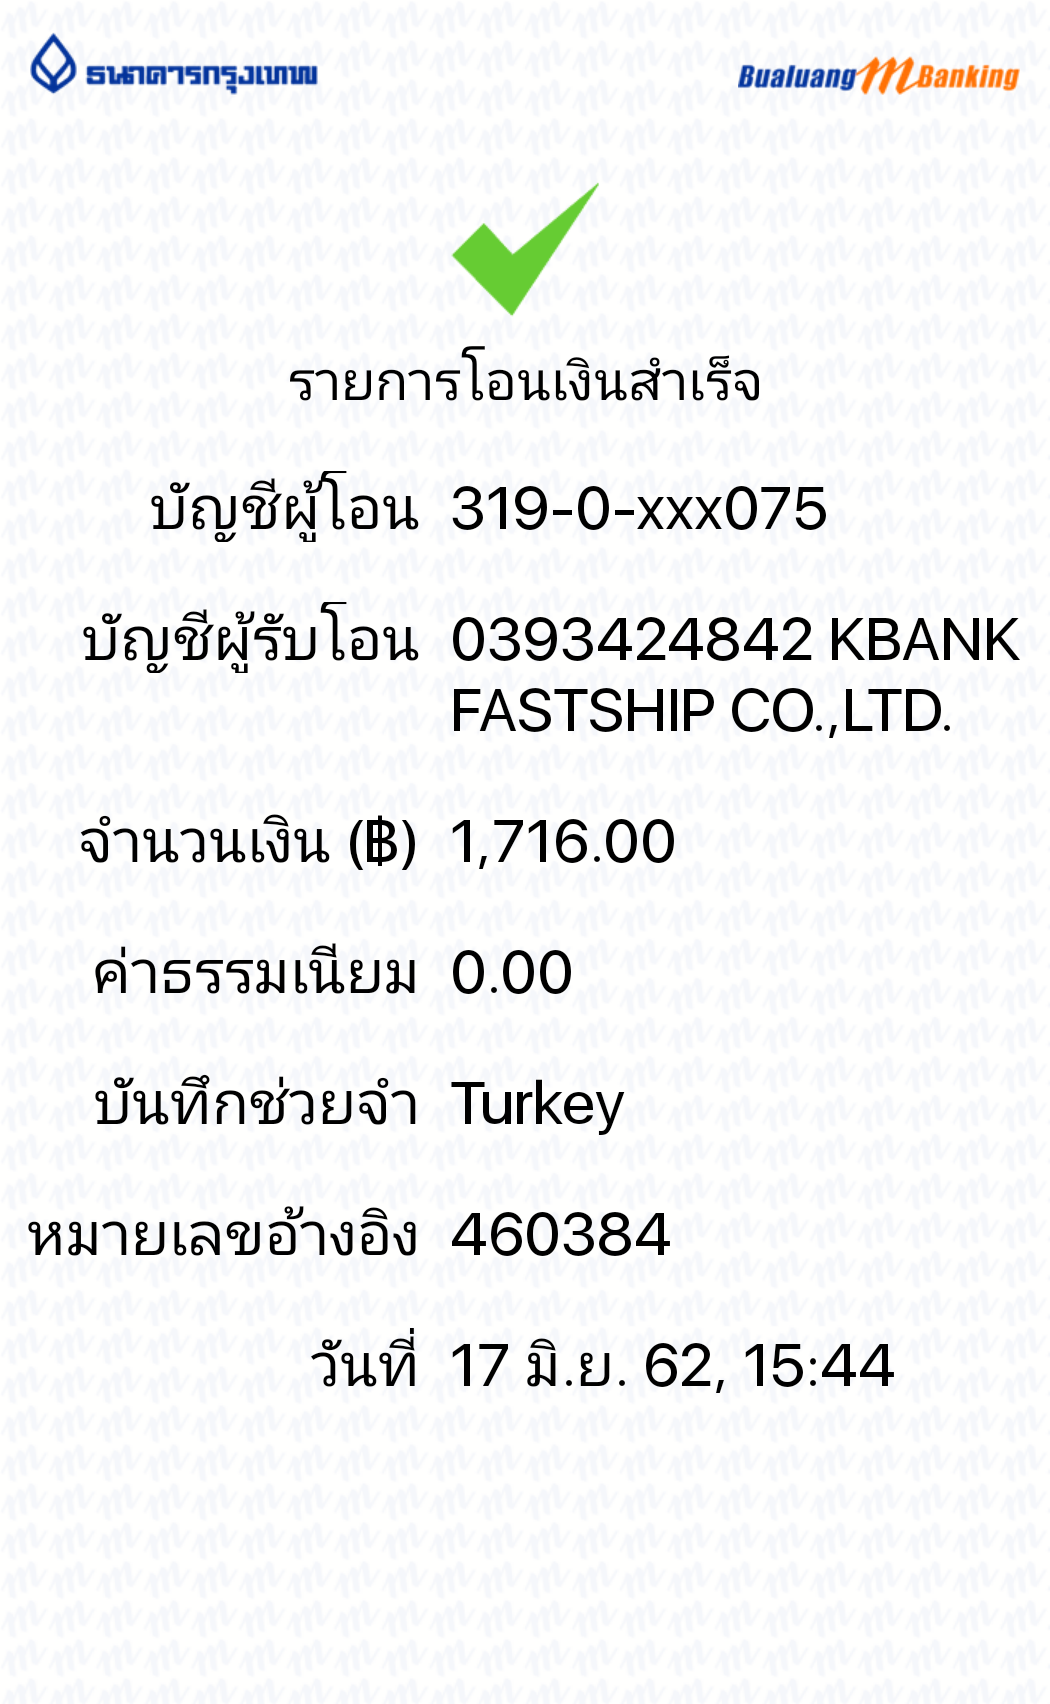 ธนาคารกรุงเทพ
Bualuang mBanking
รายการโอนเงินสำเร็จ
บัญชีผู้โอน 319-0-xxx075
บัญชีผู้รับโอน 0393424842 KBANK
FASTSHIP CO.,LTD.
จำนวนเงิน (฿) 1,716.00
ค่าธรรมเนียม 0.00
บันทึกช่วยจำ Turkey
หมายเลขอ้างอิง 460384
วันที่ 17 มิ.ย. 62, 15:44